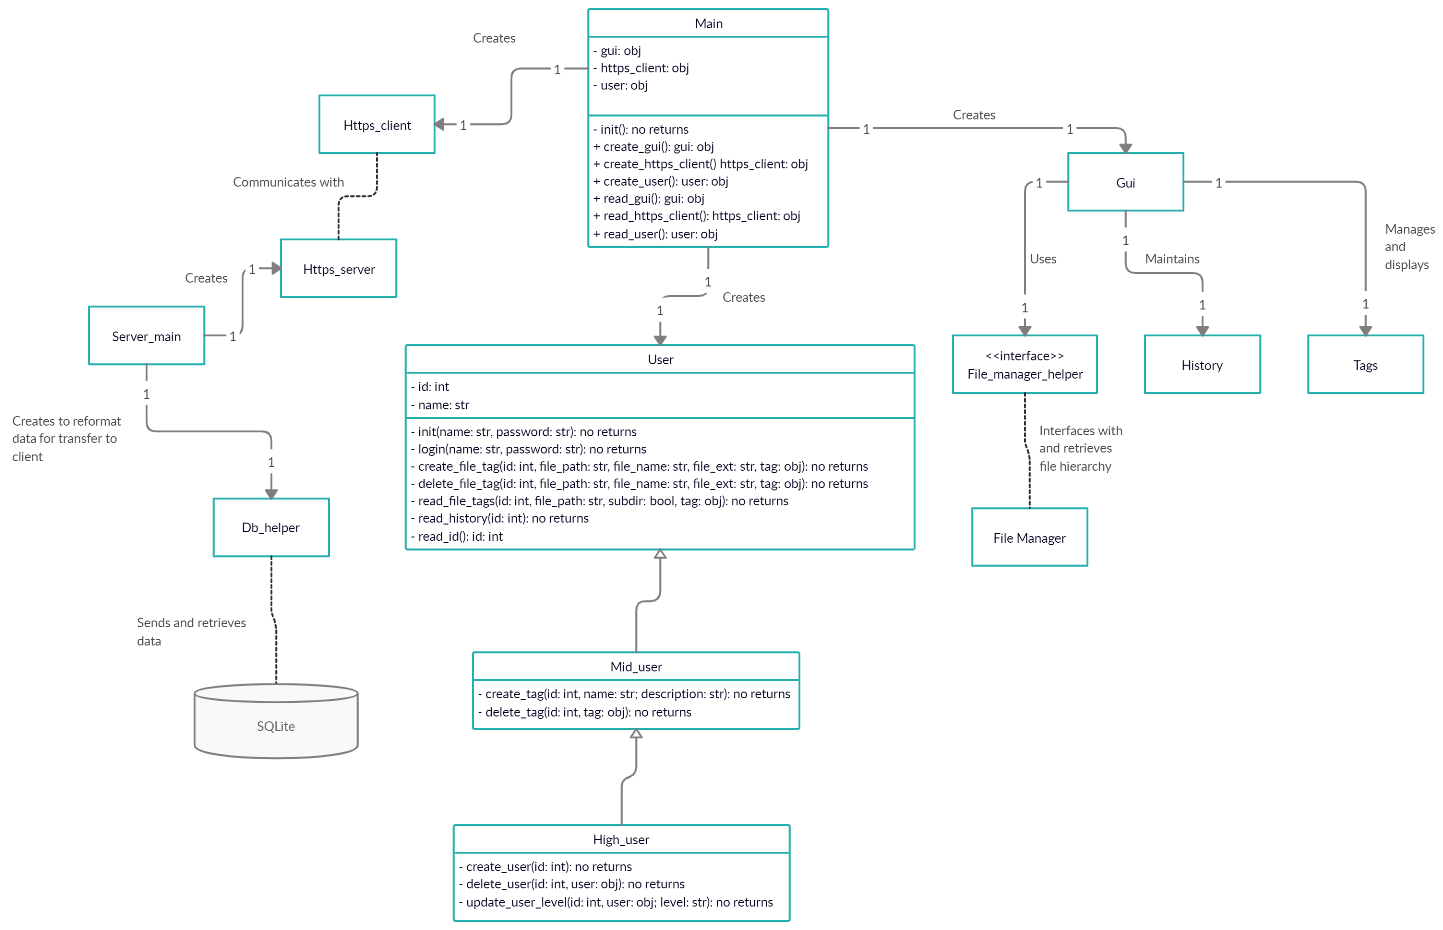 Main
- gui: obj
- https_client: obj
- user: obj
- init(): no returns
+ create_gui(): gui: obj
+ create_https_client() https_client: obj
+ create_user(): user: obj
+ read_gui(): gui: obj
+ read_https_client(): https_client: obj
+ read_user(): user: obj
Creates
1
1
Https_client
Communicates with
Https_server
Creates
1
1
Server_main
1
Creates to reformat
data for transfer to
client
1
Db_helper
Sends and retrieves
data
SQLite
1
Creates
1
User
- id: int
- name: str
- init(name: str, password: str): no returns
- login(name: str, password: str): no returns
- create_file_tag(id: int, file_path: str, file_name: str, file_ext: str, tag: obj): no returns
- delete_file_tag(id: int, file_path: str, file_name: str, file_ext: str, tag: obj): no returns
- read_file_tags(id: int, file_path: str, subdir: bool, tag: obj): no returns
- read_history(id: int): no returns
- read_id(): id: int
Mid_user
- create_tag(id: int, name: str; description: str): no returns
- delete_tag(id: int, tag: obj): no returns
High_user
- create_user(id: int): no returns
- delete_user(id: int, user: obj): no returns
- update_user_level(id: int, user: obj; level: str): no returns
Creates
1
1
Gui
1
1
1
Uses
Maintains
Manages
and
displays
1
1
1
<<interface>>
File_manager_helper
History
Tags
Interfaces with
and retrieves
file hierarchy
File Manager